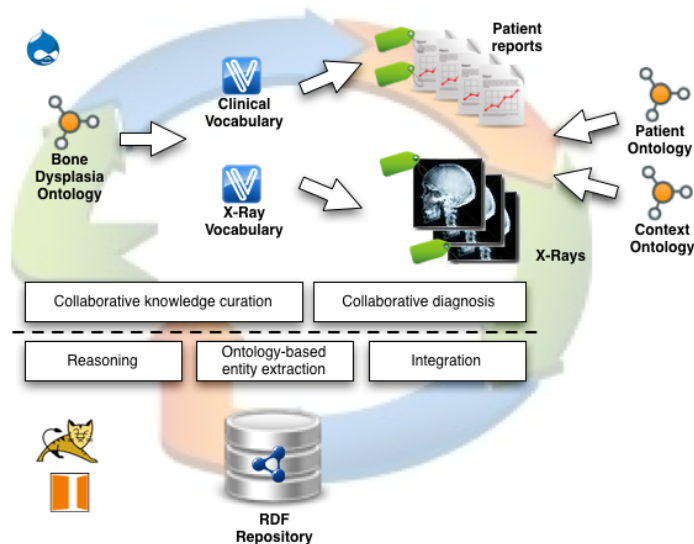 Patient
reports
Clinical
Vocabulary
Bone
Dysplasia
Ontology
Patient
Ontology
X-Ray
Vocabulary
X-Rays
Context
Ontology
Collaborative knowledge curation
Collaborative diagnosis
Reasoning
Ontology-based
entity extraction
Integration
RDF
Repository